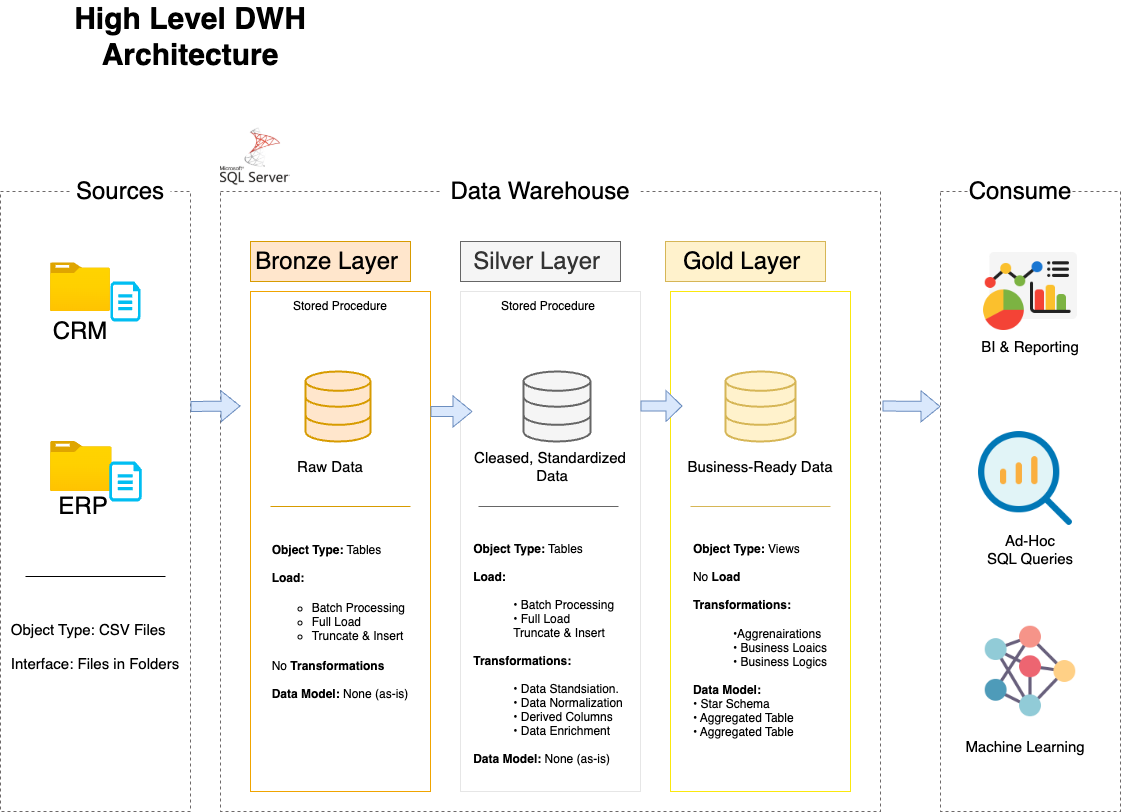 High Level DWH
Architecture
Microsoft
SQL Server
Sources
CRM
ERP
Object Type: CSV Files
Interface: Files in Folders
Data Warehouse
Bronze Layer
Stored Procedure
Raw Data
Object Type: Tables
Load:
Batch Processing
Full Load
Truncate & Insert
No Transformations
Data Model: None (as-is)
Silver Layer
Stored Procedure
Cleased, Standardized
Data
Object Type: Tables
Load:
• Batch Processing
• Full Load
Truncate & Insert
Transformations:
• Data Standsiation.
• Data Normalization
• Derived Columns
• Data Enrichment
Data Model: None (as-is)
Gold Layer
Business-Ready Data
Object Type: Views
No Load
Transformations:
•Aggrenairations
• Business Loaics
• Business Logics
Data Model:
• Star Schema
• Aggregated Table
• Aggregated Table
Consume
BI & Reporting
Ad-Hoc
SQL Queries
Machine Learning